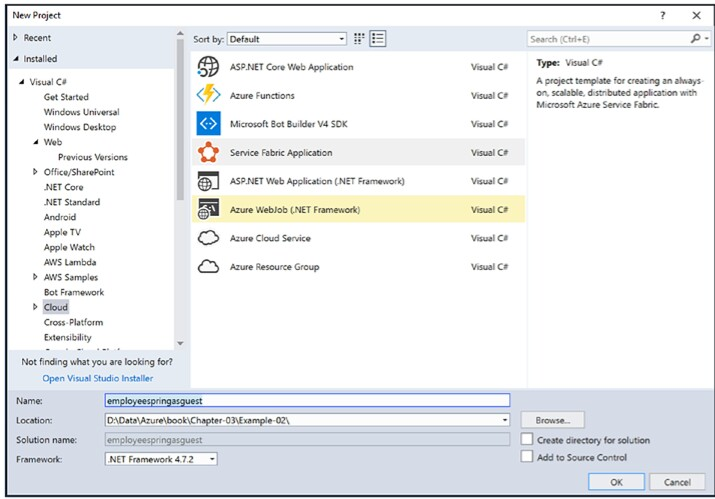 New Project
? X
Recent
Installed
Visual C#
Get Started
Windows Universal
Windows Desktop
Web
Previous Versions
Office/SharePoint
.NET Core
.NET Standard
Android
Apple TV
Apple Watch
AWS Lambda
AWS Samples
Bot Framework
Cloud
Cross-Platform
Extensibility
Not finding what you are looking for?
Open Visual Studio Installer
Sort by: Default
ASP.NET Core Web Application Visual C#
Azure Functions Visual C#
Microsoft Bot Builder V4 SDK Visual C#
Service Fabric Application Visual C#
ASP.NET Web Application (.NET Framework) Visual C#
Azure WebJob (.NET Framework) Visual C#
Azure Cloud Service Visual C#
Azure Resource Group Visual C#
Search (Ctrl+E)
Type: Visual C#
A project template for creating an always-
on, scalable, distributed application with
Microsoft Azure Service Fabric.
Name: employeespringasguest
Location: D:\Data\Azure\book\Chapter-03\Example-02\ Browse...
Solution name: employeespringasguest Create directory for solution
Framework: .NET Framework 4.7.2 Add to Source Control
OK Cancel